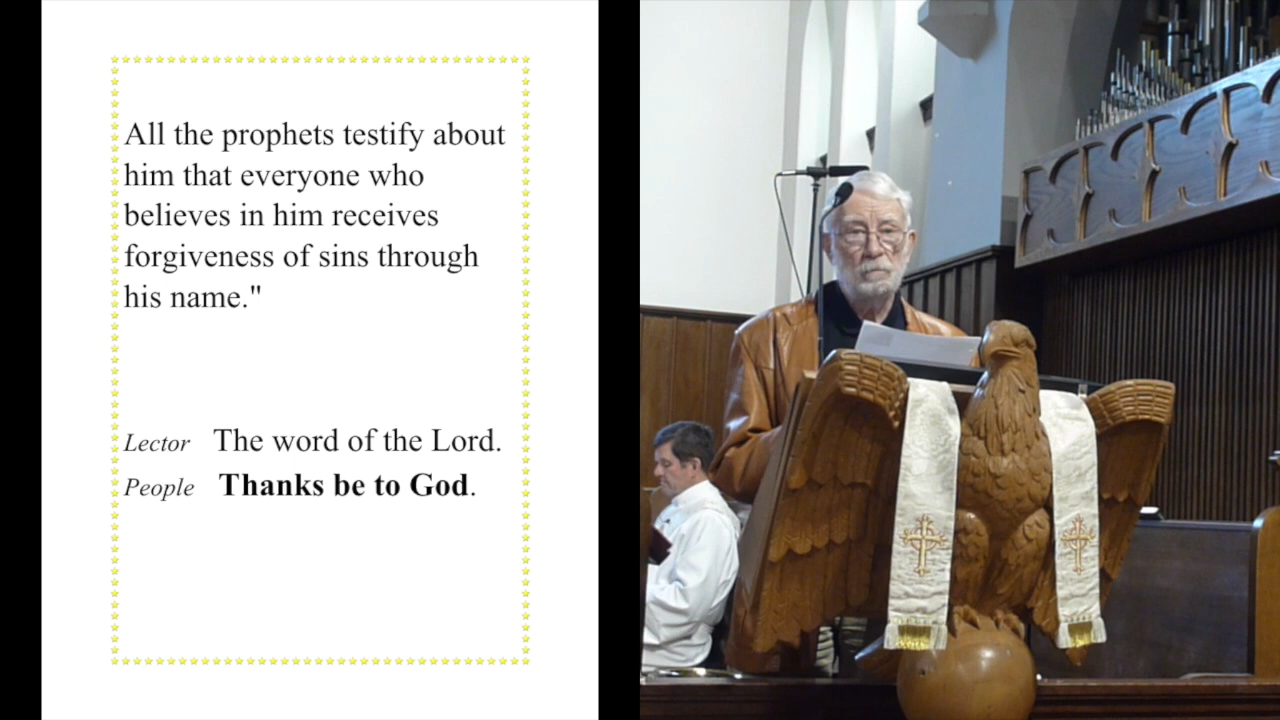 All the prophets testify about
him that everyone who
believes in him receives
forgiveness of sins through
his name."
Lector The word of the Lord.
People Thanks be to God.